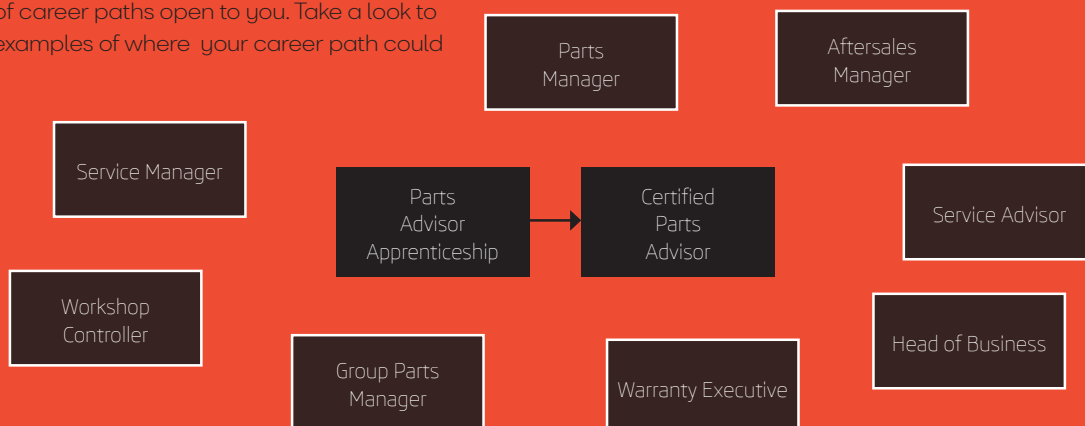 of career paths open to you. Take a look to
examples of where your career path could
Parts
Manager
Aftersales
Manager
Service Manager
Parts
Advisor
Apprenticeship
Certified
Parts
Advisor
Service Advisor
Workshop
Controller
Head of Business
Group Parts
Manager
Warranty Executive